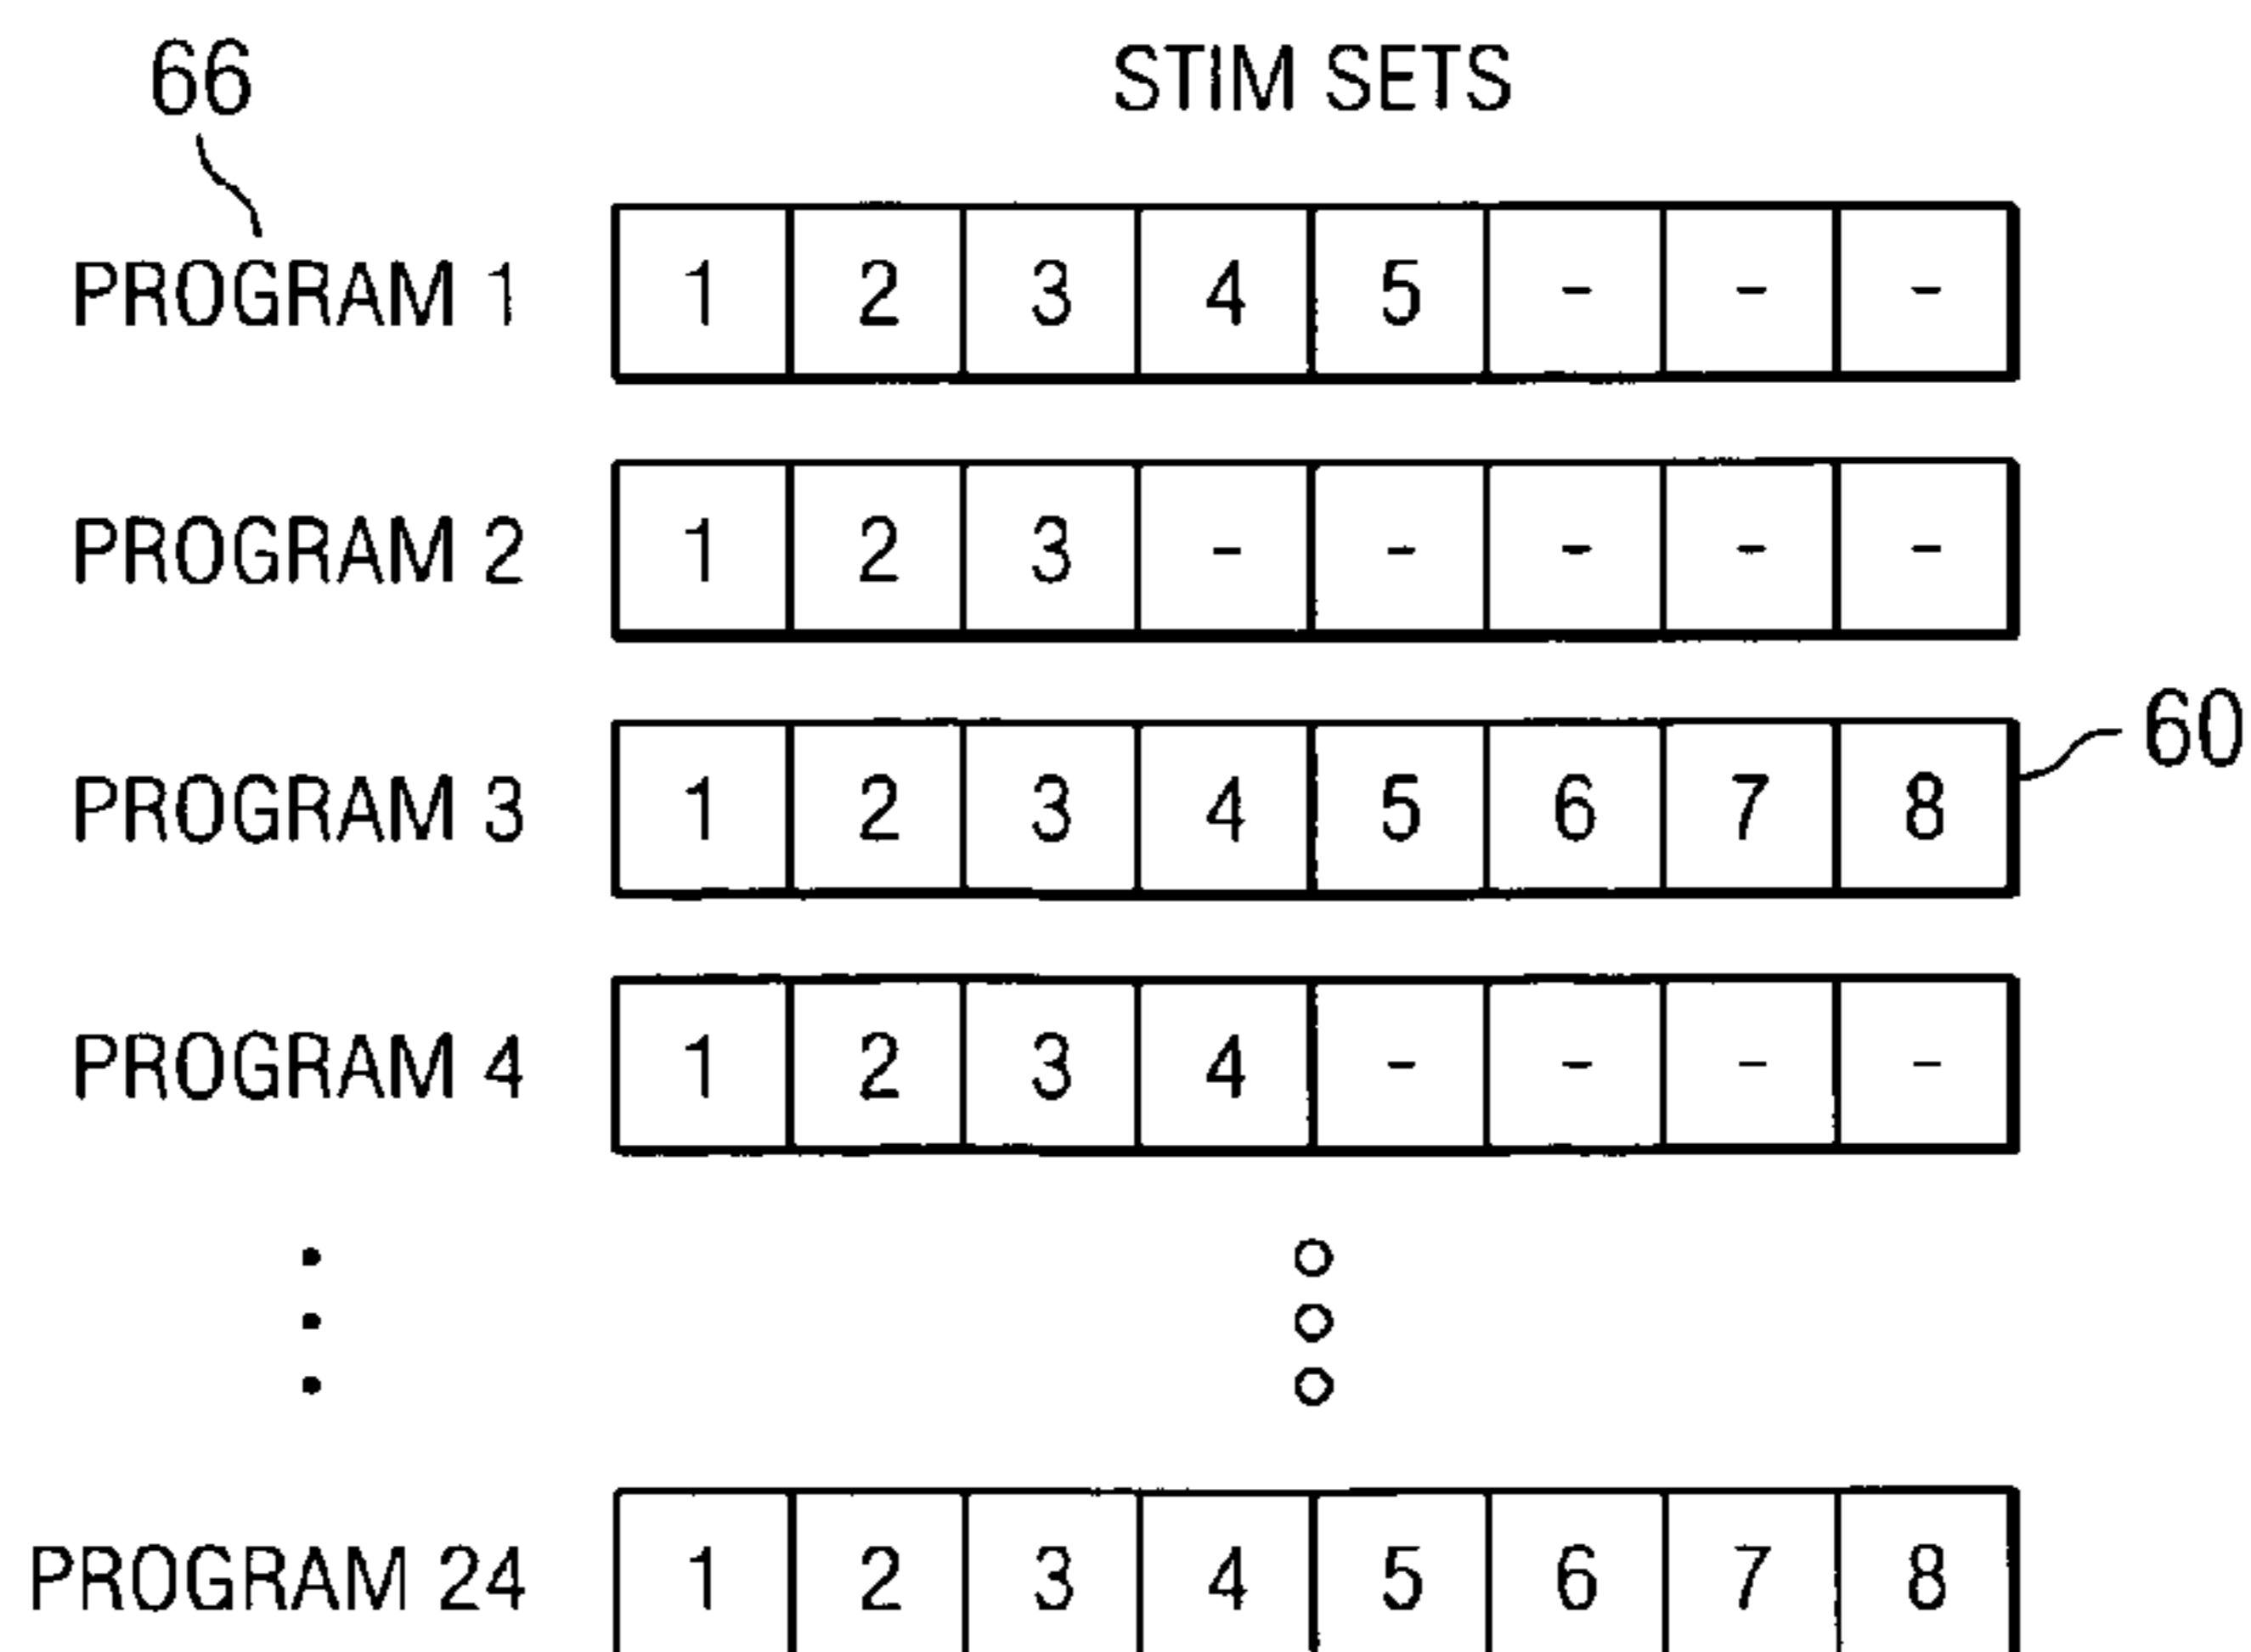 66
STIM SETS
PROGRAM 1 1 2 3 4 5 - - -
PROGRAM 2 1 2 3 - - - - -
60
PROGRAM 3 1 2 3 4 5 6 7 8
PROGRAM 4 1 2 3 4 - - - -
PROGRAM 24 1 2 3 4 5 6 7 8